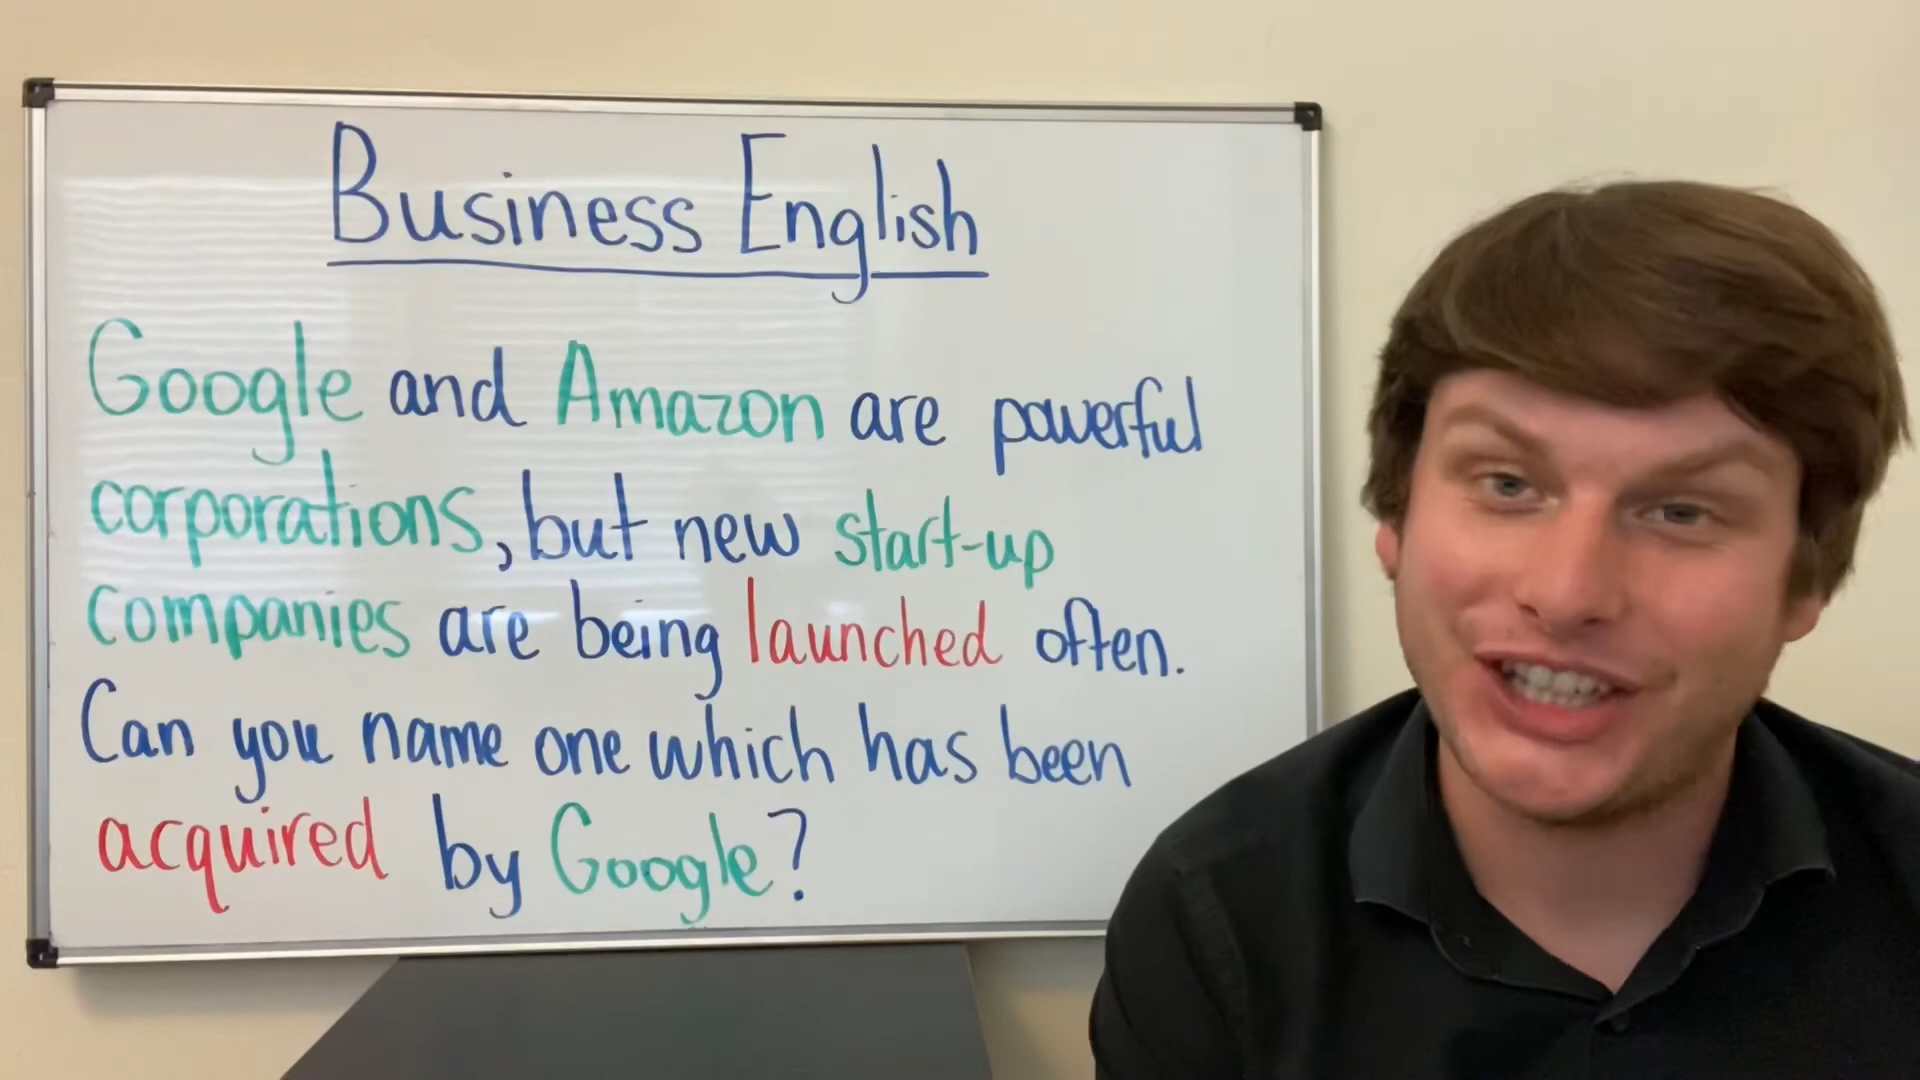 Business English
Google and Amazon are powerful
corporations, but new start-up
companies are being launched often.
Can you name one which has been
acquired by Google?